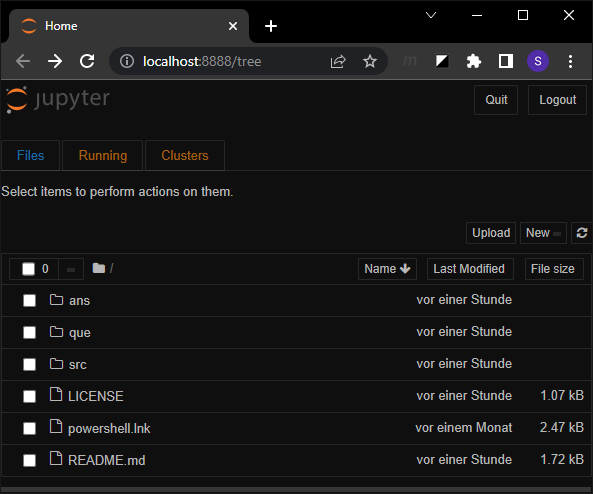 Home
localhost:8888/tree
m
S
jupyter
Quit
Logout
Files
Running
Clusters
Select items to perform actions on them.
Upload
New
0
/
Name
Last Modified
File size
ans vor einer Stunde
que vor einer Stunde
src vor einer Stunde
LICENSE vor einer Stunde 1.07 kB
powershell.lnk vor einem Monat 2.47 kB
README.md vor einer Stunde 1.72 kB